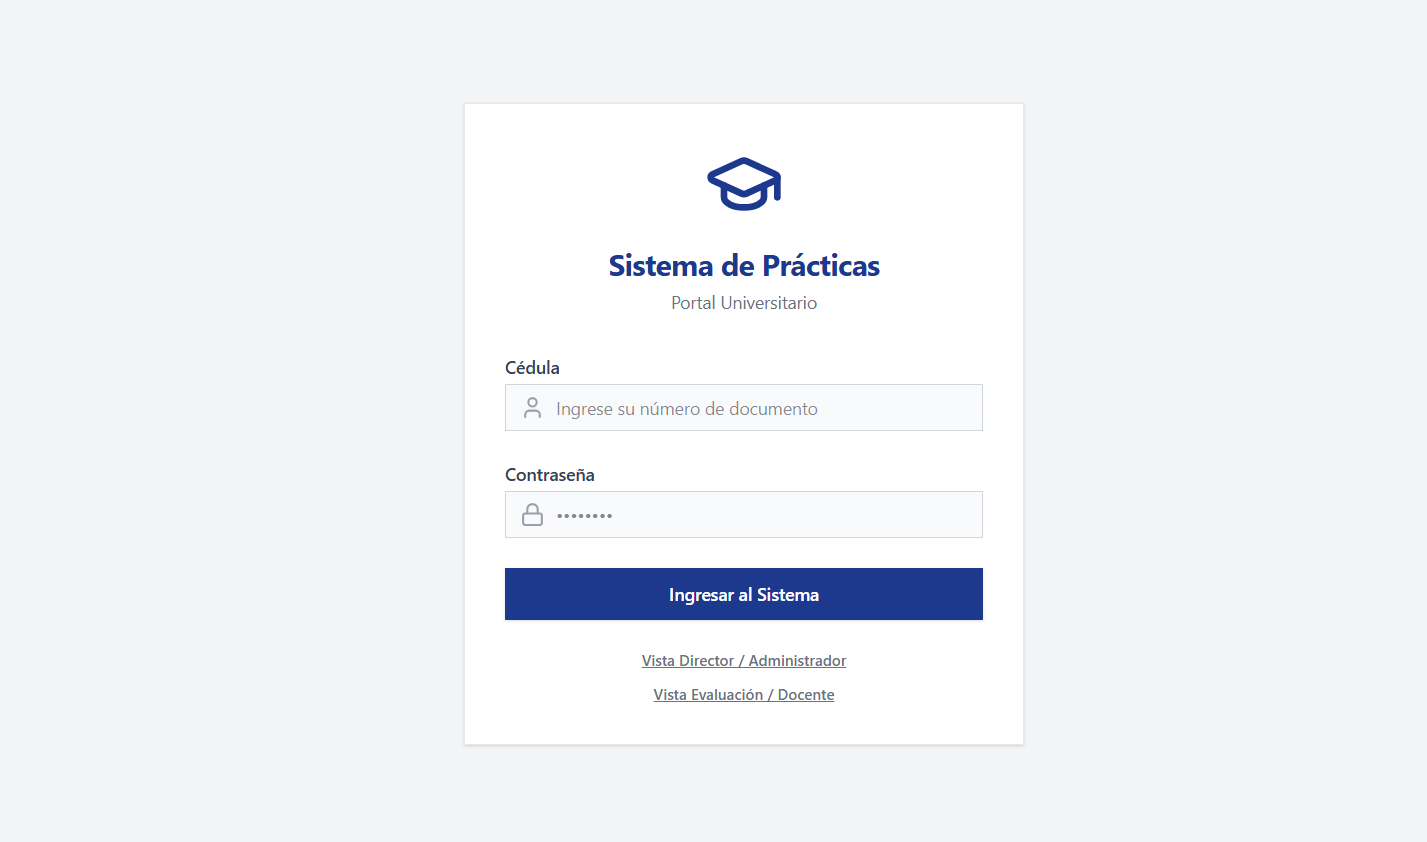 Sistema de Prácticas
Portal Universitario
Cédula
Ingrese su número de documento
Contraseña
••••••••
Ingresar al Sistema
Vista Director / Administrador
Vista Evaluación / Docente